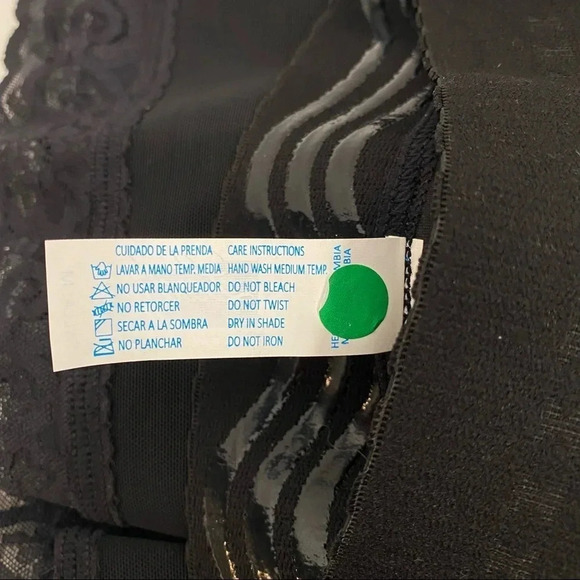 CUIDADO DE LA PRENDA CARE INSTRUCTIONS
LAVAR A MANO TEMP. MEDIA HAND WASH MEDIUM TEMP.
NO USAR BLANQUEADOR DO NOT BLEACH
NO RETORCER DO NOT TWIST
SECAR A LA SOMBRA DRY IN SHADE
NO PLANCHAR DO NOT IRON